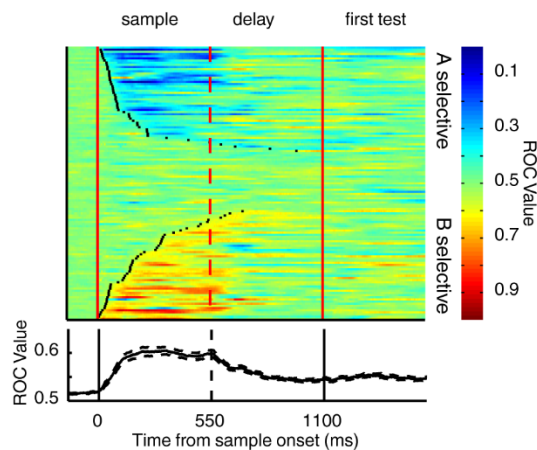 sample delay first test
A selective
B selective
0.1
0.3
0.5
0.7
0.9
ROC Value
ROC Value
0.6
0.5
0 550 1100
Time from sample onset (ms)